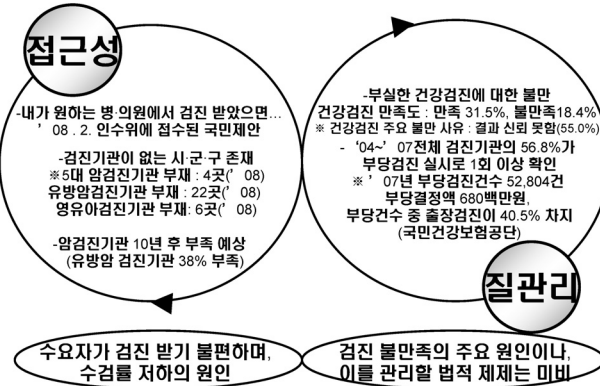 접근성
-내가 원하는 병·의원에서 검진 받았으면…
’08 . 2. 인수위에 접수된 국민제안
-검진기관이 없는 시·군·구 존재
※5대 암검진기관 부재 : 4곳(’08)
유방암검진기관 부재 : 22곳(’08)
영유아검진기관 부재: 6곳(’08)
-암검진기관 10년 후 부족 예상
(유방암 검진기관 38% 부족)
수요자가 검진 받기 불편하며,
수검률 저하의 원인
-부실한 건강검진에 대한 불만
건강검진 만족도 : 만족 31.5%, 불만족18.4%
※ 건강검진 주요 불만 사유 : 결과 신뢰 못함(55.0%)
- ‘04~’07전체 검진기관의 56.8%가
부당검진 실시로 1회 이상 확인
※ ’07년 부당검진건수 52,804건
부당결정액 680백만원,
부당건수 중 출장검진이 40.5% 차지
(국민건강보험공단)
질관리
검진 불만족의 주요 원인이나,
이를 관리할 법적 제제는 미비